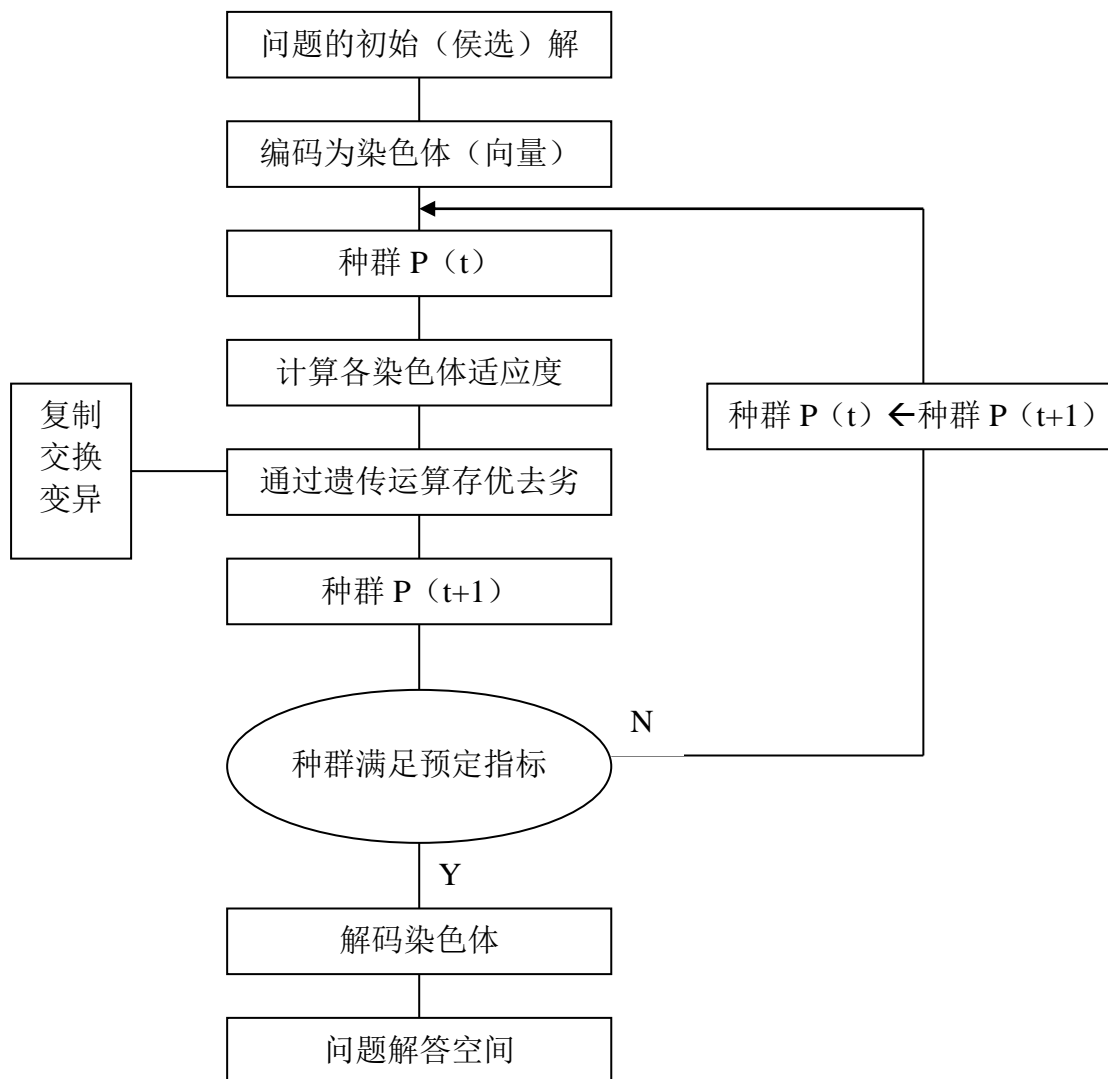 问题的初始（侯选）解
编码为染色体（向量）
种群 P（t）
计算各染色体适应度
复制
交换
变异
种群 P（t）←种群 P（t+1）
通过遗传运算存优去劣
种群 P（t+1）
N
种群满足预定指标
Y
解码染色体
问题解答空间